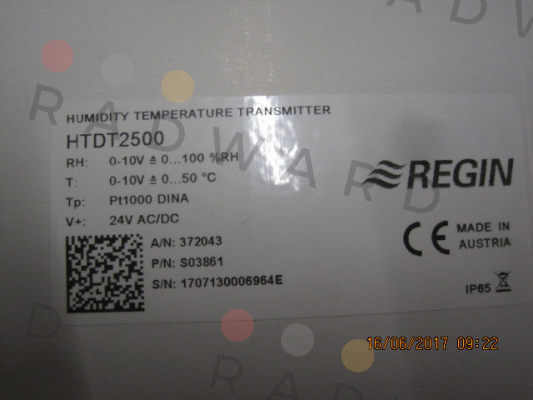 RADWARD
HUMIDITY TEMPERATURE TRANSMITTER
HTDT2500
RH: 0-10V ≙ 0...100 %RH
T: 0-10V ≙ 0...50 °C
Tp: Pt1000 DINA
V+: 24V AC/DC
REGIN
CE MADE IN
AUSTRIA
A/N: 372043
P/N: S03861
S/N: 1707130006964E
IP65
16/06/2017 09:22